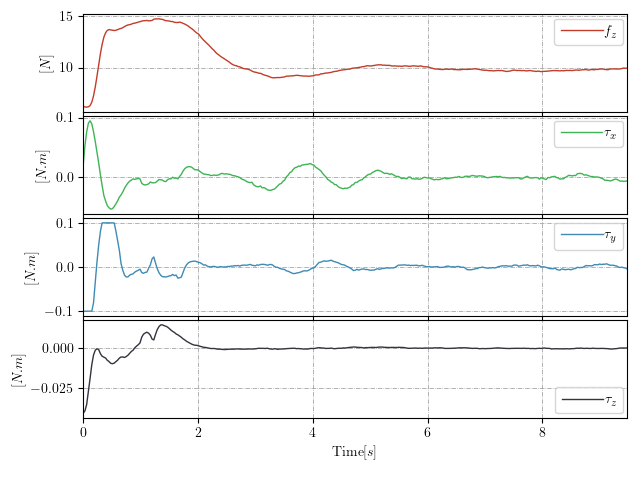 15
10
[N]
f_z
0.1
0.0
[N.m]
τ_x
0.1
0.0
−0.1
[N.m]
τ_y
0.000
−0.025
[N.m]
τ_z
0 2 4 6 8
Time[s]